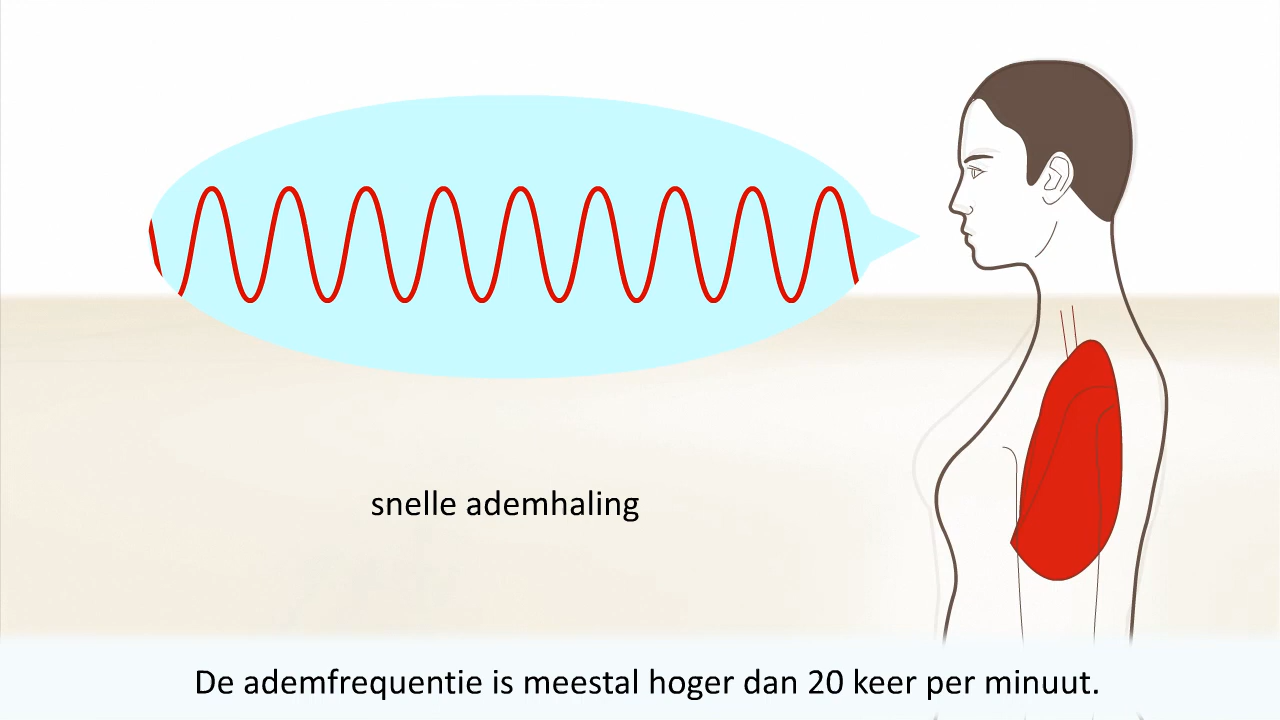 snelle ademhaling
De ademfrequentie is meestal hoger dan 20 keer per minuut.